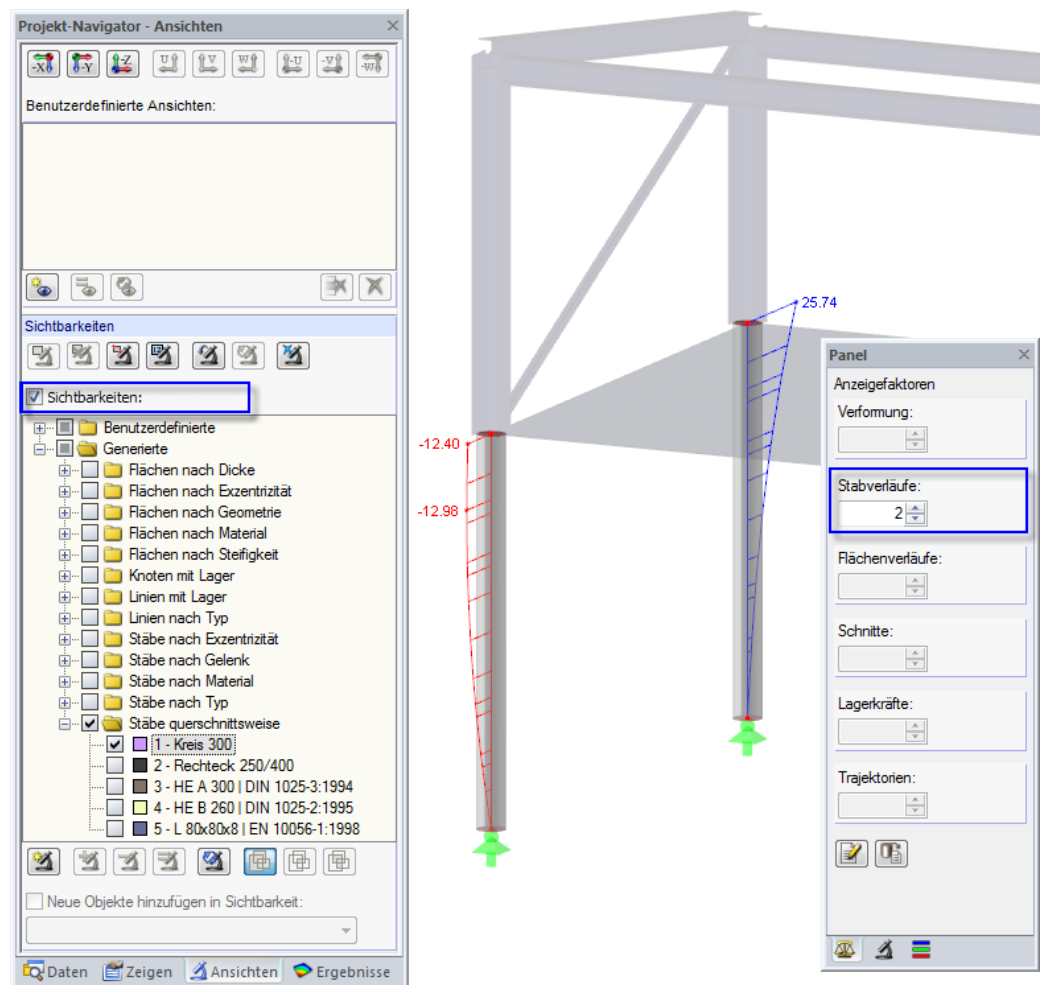 Projekt-Navigator - Ansichten
-X -Y -Z U V W -U -V -W
Benutzerdefinierte Ansichten:
Sichtbarkeiten
Sichtbarkeiten:
Benutzerdefinierte
Generierte
Flächen nach Dicke
Flächen nach Exzentrizität
Flächen nach Geometrie
Flächen nach Material
Flächen nach Steifigkeit
Knoten mit Lager
Linien mit Lager
Linien nach Typ
Stäbe nach Exzentrizität
Stäbe nach Gelenk
Stäbe nach Material
Stäbe nach Typ
Stäbe querschnittsweise
1 - Kreis 300
2 - Rechteck 250/400
3 - HE A 300 | DIN 1025-3:1994
4 - HE B 260 | DIN 1025-2:1995
5 - L 80x80x8 | EN 10056-1:1998
Neue Objekte hinzufügen in Sichtbarkeit:
Daten Zeigen Ansichten Ergebnisse
25.74
-12.40
-12.98
Panel
Anzeigefaktoren
Verformung:
Stabverläufe:
2
Flächenverläufe:
Schnitte:
Lagerkräfte:
Trajektorien: